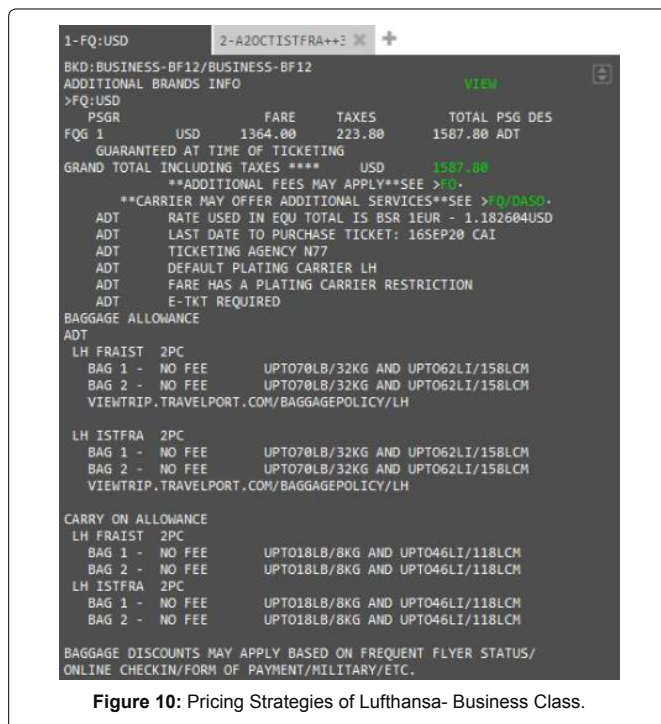 1-FQ:USD 2-A2OCTISTFRA++3 × +
BKD:BUSINESS-BF12/BUSINESS-BF12
ADDITIONAL BRANDS INFO VIEW
>FQ:USD
PSGR FARE TAXES TOTAL PSG DES
FQG 1 USD 1364.00 223.80 1587.80 ADT
GUARANTEED AT TIME OF TICKETING
GRAND TOTAL INCLUDING TAXES **** USD 1587.80
**ADDITIONAL FEES MAY APPLY**SEE >FO·
**CARRIER MAY OFFER ADDITIONAL SERVICES**SEE >FQ/DASO·
ADT RATE USED IN EQU TOTAL IS BSR 1EUR - 1.182604USD
ADT LAST DATE TO PURCHASE TICKET: 16SEP20 CAI
ADT TICKETING AGENCY N77
ADT DEFAULT PLATING CARRIER LH
ADT FARE HAS A PLATING CARRIER RESTRICTION
ADT E-TKT REQUIRED
BAGGAGE ALLOWANCE
ADT
LH FRAIST 2PC
BAG 1 - NO FEE UPTO70LB/32KG AND UPTO62LI/158LCM
BAG 2 - NO FEE UPTO70LB/32KG AND UPTO62LI/158LCM
VIEWTRIP.TRAVELPORT.COM/BAGGAGEPOLICY/LH
LH ISTFRA 2PC
BAG 1 - NO FEE UPTO70LB/32KG AND UPTO62LI/158LCM
BAG 2 - NO FEE UPTO70LB/32KG AND UPTO62LI/158LCM
VIEWTRIP.TRAVELPORT.COM/BAGGAGEPOLICY/LH
CARRY ON ALLOWANCE
LH FRAIST 2PC
BAG 1 - NO FEE UPTO18LB/8KG AND UPTO46LI/118LCM
BAG 2 - NO FEE UPTO18LB/8KG AND UPTO46LI/118LCM
LH ISTFRA 2PC
BAG 1 - NO FEE UPTO18LB/8KG AND UPTO46LI/118LCM
BAG 2 - NO FEE UPTO18LB/8KG AND UPTO46LI/118LCM
BAGGAGE DISCOUNTS MAY APPLY BASED ON FREQUENT FLYER STATUS/
ONLINE CHECKIN/FORM OF PAYMENT/MILITARY/ETC.
Figure 10: Pricing Strategies of Lufthansa- Business Class.